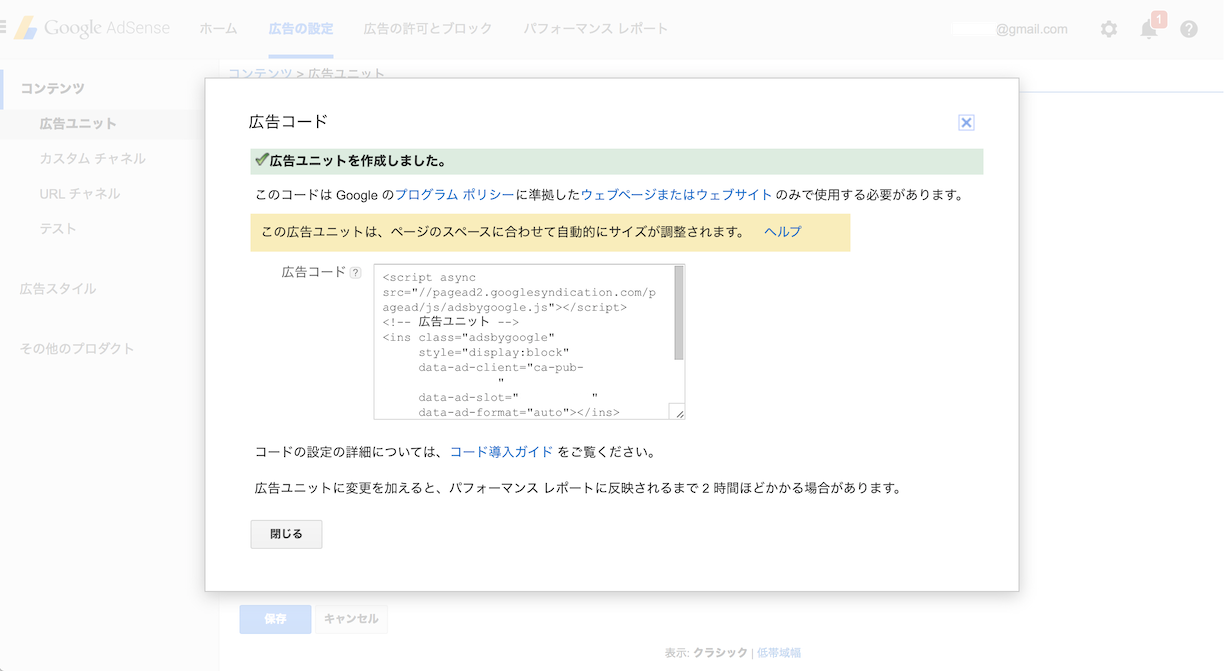 Google AdSense ホーム 広告の設定 広告の許可とブロック パフォーマンス レポート @gmail.com 1 ?
コンテンツ
広告ユニット
カスタム チャネル
URL チャネル
テスト
広告スタイル
その他のプロダクト
コンテンツ > 広告ユニット
広告コード
広告ユニットを作成しました。
このコードは Google のプログラム ポリシーに準拠したウェブページまたはウェブサイト のみで使用する必要があります。
この広告ユニットは、ページのスペースに合わせて自動的にサイズが調整されます。 ヘルプ
広告コード ?
<script async
src="//pagead2.googlesyndication.com/p
agead/js/adsbygoogle.js"></script>
<!-- 広告ユニット -->
<ins class="adsbygoogle"
style="display:block"
data-ad-client="ca-pub-
"
data-ad-slot=" "
data-ad-format="auto"></ins>
コードの設定の詳細については、コード導入ガイド をご覧ください。
広告ユニットに変更を加えると、パフォーマンス レポートに反映されるまで 2 時間ほどかかる場合があります。
閉じる
保存 キャンセル
表示: クラシック | 低帯域幅